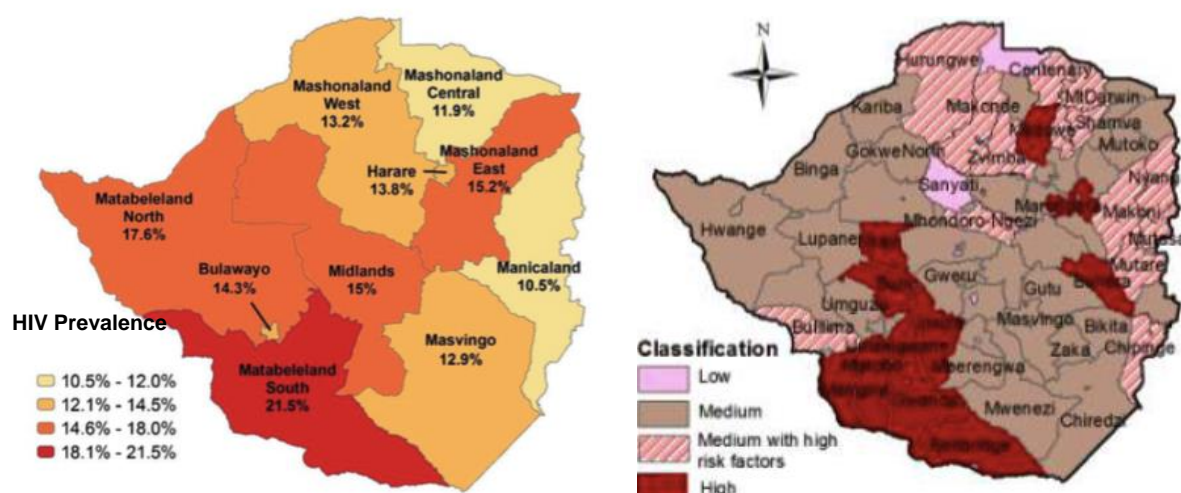 Mashonaland
West
13.2%
Mashonaland
Central
11.9%
Harare
13.8%
Mashonaland
East
15.2%
Matabeleland
North
17.6%
Bulawayo
14.3%
Midlands
15%
Manicaland
10.5%
Masvingo
12.9%
Matabeleland
South
21.5%
HIV Prevalence
10.5% - 12.0%
12.1% - 14.5%
14.6% - 18.0%
18.1% - 21.5%
N
Hurungwe
Centenary
Kariba
Makonde
Mt Darwin
Shamva
Mutoko
Gokwe North
Zvimba
Binga
Sanyati
Makoni
Mhondoro-Ngezi
Hwange
Gweru
Mutare
Gutu
Masvingo
Bikita
Zaka
Chipinge
Mwenezi
Chiredzi
Classification
Low
Medium
Medium with high
risk factors
High